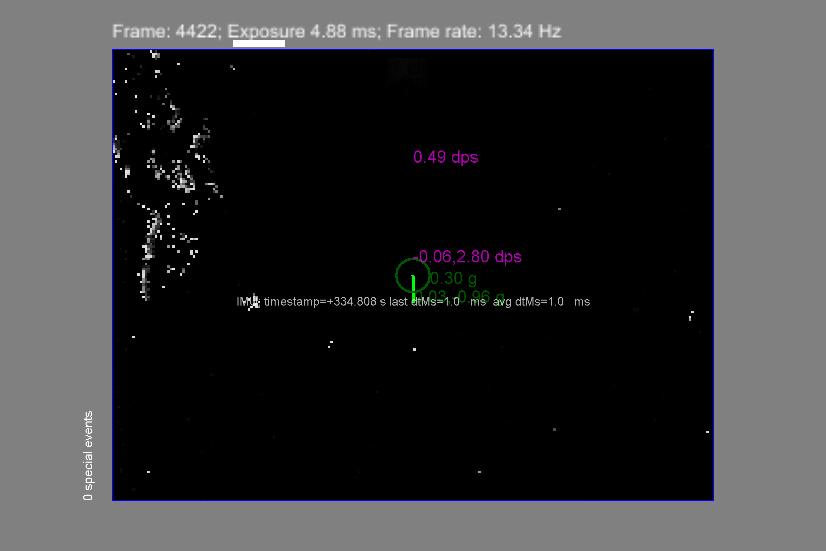 Frame: 4422; Exposure 4.88 ms; Frame rate: 13.34 Hz
0.49 dps
-0.06,2.80 dps
0.30 g
0.96 g
IMU: timestamp=+334.808 s last dtMs=1.0 ms avg dtMs=1.0 ms
0 special events